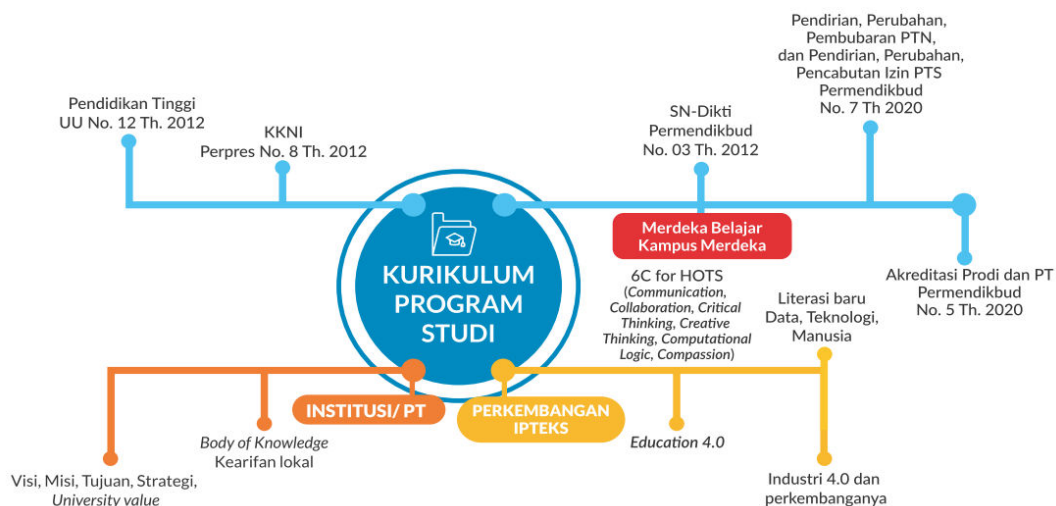 Pendirian, Perubahan,
Pembubaran PTN,
dan Pendirian, Perubahan,
Pencabutan Izin PTS
Permendikbud
No. 7 Th 2020
Pendidikan Tinggi
UU No. 12 Th. 2012
KKNI
Perpres No. 8 Th. 2012
SN-Dikti
Permendikbud
No. 03 Th. 2012
Merdeka Belajar
Kampus Merdeka
KURIKULUM
PROGRAM
STUDI
6C for HOTS
(Communication,
Collaboration, Critical
Thinking, Creative
Thinking, Computational
Logic, Compassion)
Akreditasi Prodi dan PT
Permendikbud
No. 5 Th. 2020
Literasi baru
Data, Teknologi,
Manusia
INSTITUSI/ PT
PERKEMBANGAN
IPTEKS
Body of Knowledge
Kearifan lokal
Education 4.0
Visi, Misi, Tujuan, Strategi,
University value
Industri 4.0 dan
perkembanganya